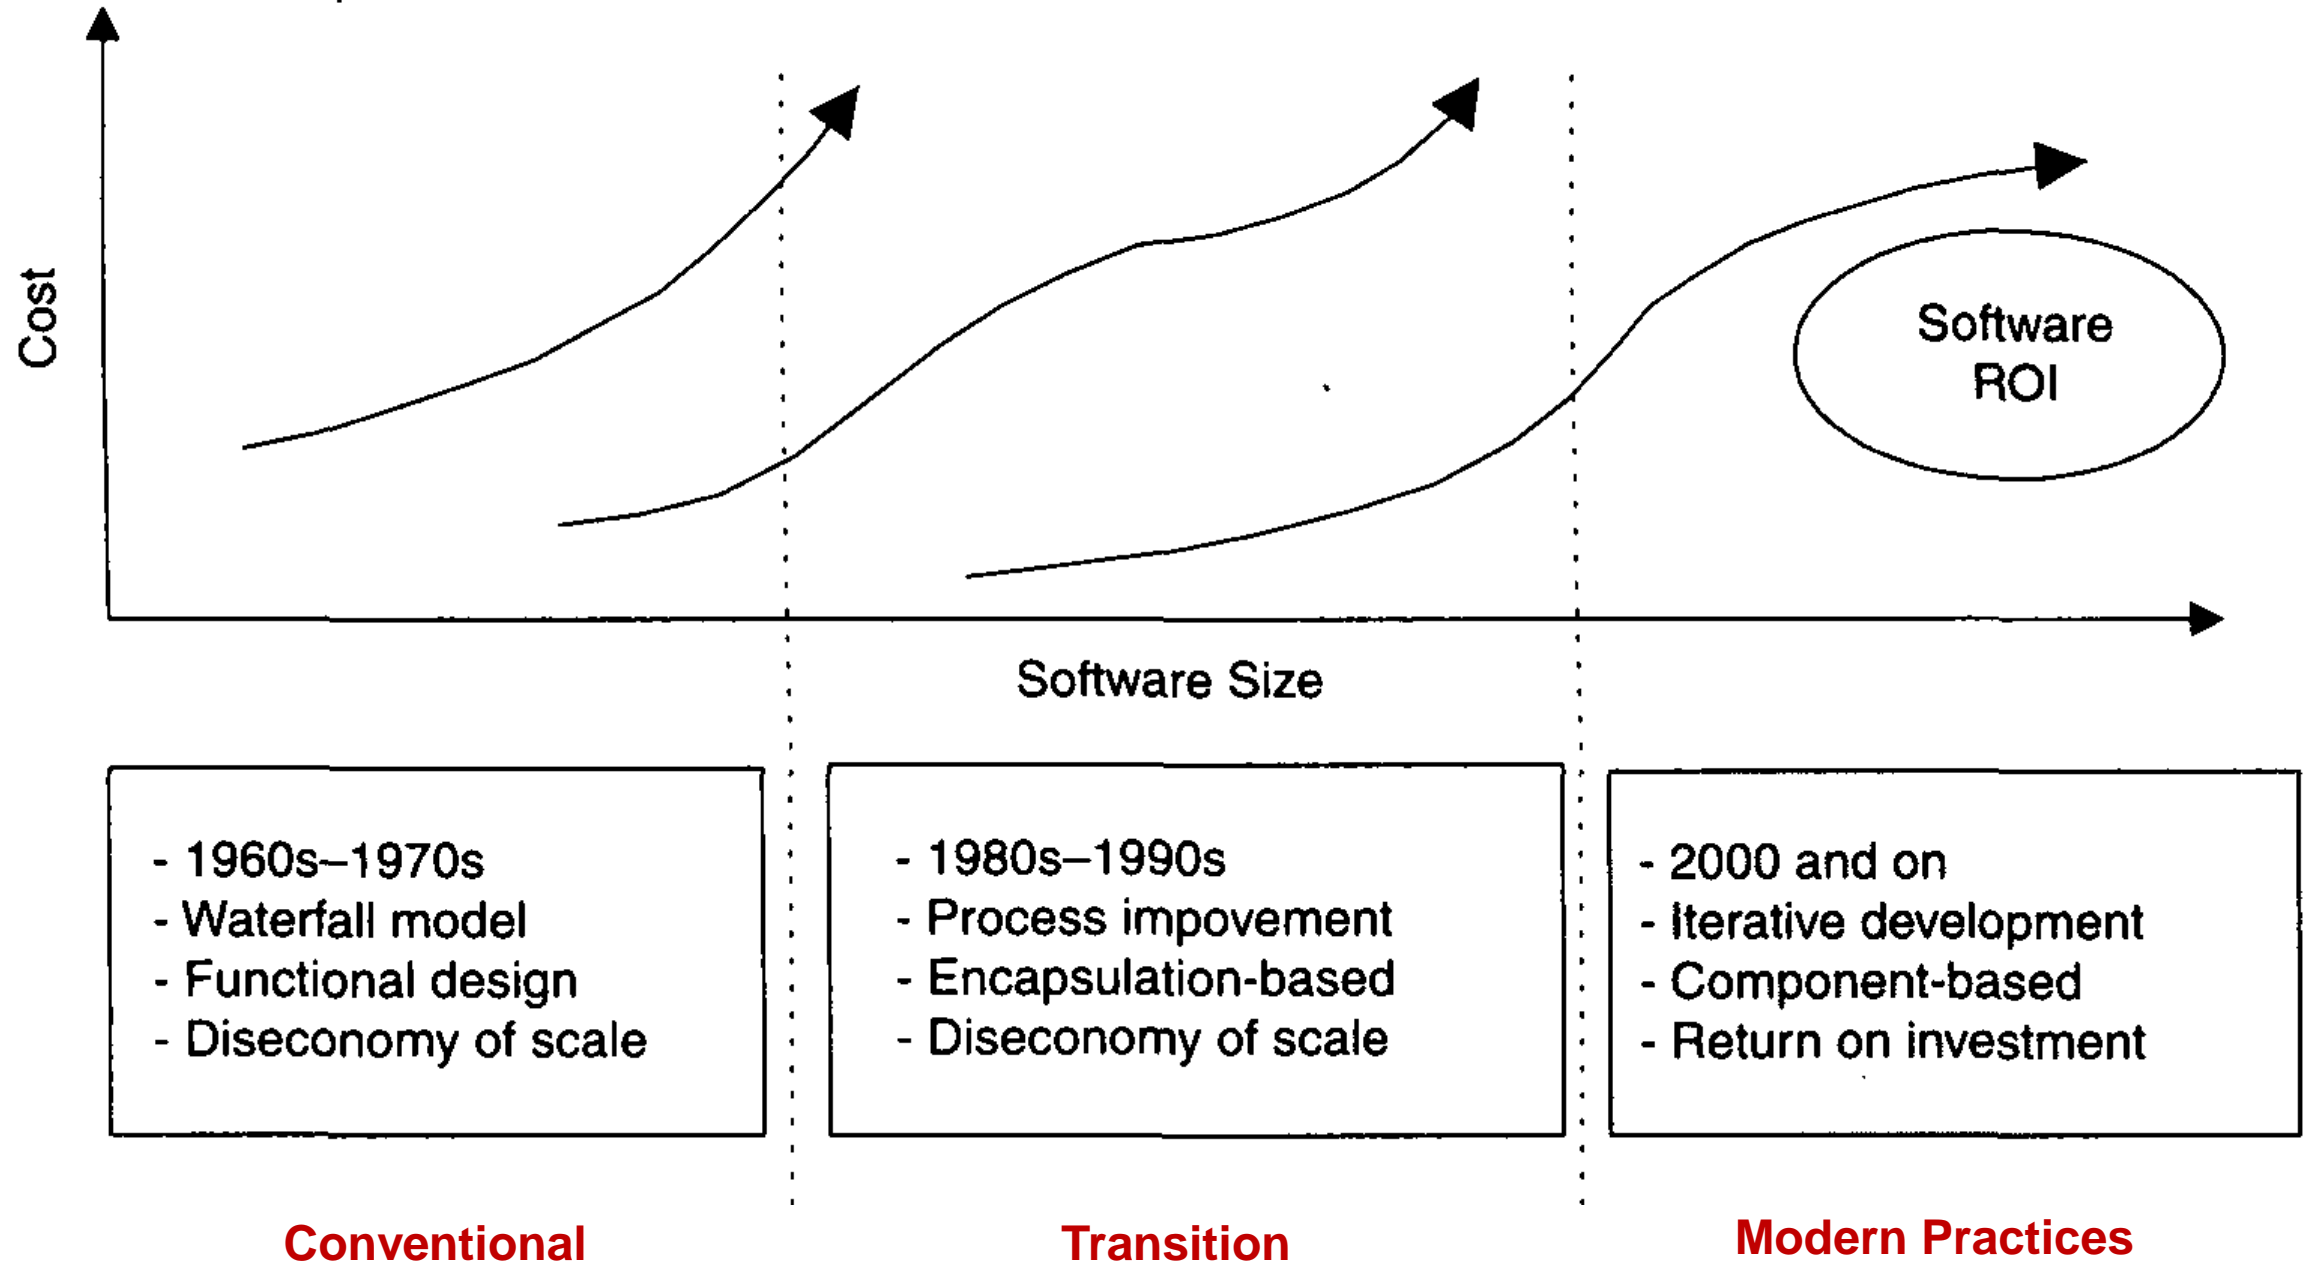 Cost
Software
ROI
Software Size
- 1960s–1970s
- Waterfall model
- Functional design
- Diseconomy of scale
- 1980s–1990s
- Process impovement
- Encapsulation-based
- Diseconomy of scale
- 2000 and on
- Iterative development
- Component-based
- Return on investment
Conventional
Transition
Modern Practices